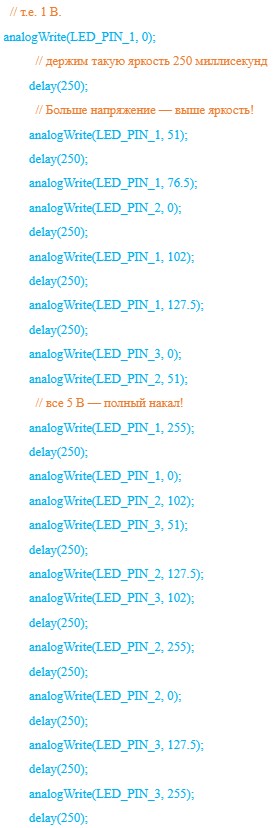 // т.е. 1 В.
analogWrite(LED_PIN_1, 0);
// держим такую яркость 250 миллисекунд
delay(250);
// Больше напряжение — выше яркость!
analogWrite(LED_PIN_1, 51);
delay(250);
analogWrite(LED_PIN_1, 76.5);
analogWrite(LED_PIN_2, 0);
delay(250);
analogWrite(LED_PIN_1, 102);
delay(250);
analogWrite(LED_PIN_1, 127.5);
delay(250);
analogWrite(LED_PIN_3, 0);
analogWrite(LED_PIN_2, 51);
// все 5 В — полный накал!
analogWrite(LED_PIN_1, 255);
delay(250);
analogWrite(LED_PIN_1, 0);
analogWrite(LED_PIN_2, 102);
analogWrite(LED_PIN_3, 51);
delay(250);
analogWrite(LED_PIN_2, 127.5);
analogWrite(LED_PIN_3, 102);
delay(250);
analogWrite(LED_PIN_2, 255);
delay(250);
analogWrite(LED_PIN_2, 0);
delay(250);
analogWrite(LED_PIN_3, 127.5);
delay(250);
analogWrite(LED_PIN_3, 255);
delay(250);